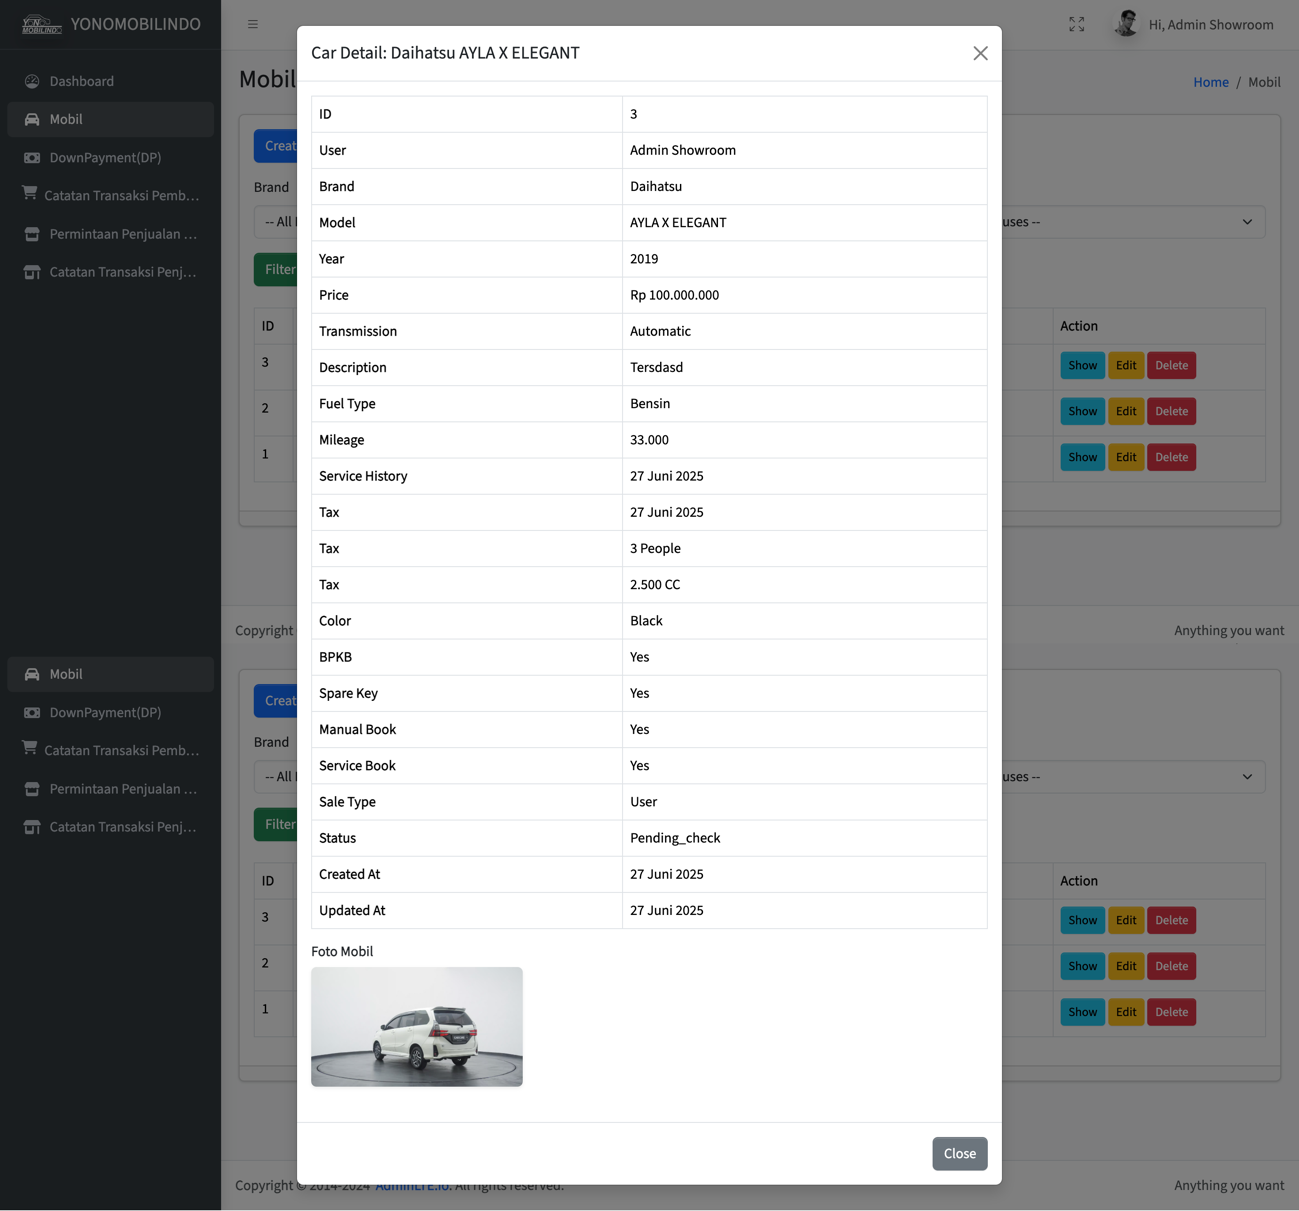 YONOMOBILINDO
Hi, Admin Showroom
Dashboard
Mobil
DownPayment(DP)
Catatan Transaksi Pemb...
Permintaan Penjualan ...
Catatan Transaksi Penj...
Mobil
Home / Mobil
Creat
Brand
-- All
uses --
Filter
ID
Action
3
Show Edit Delete
2
Show Edit Delete
1
Show Edit Delete
Copyright
Anything you want
Car Detail: Daihatsu AYLA X ELEGANT
ID 3
User Admin Showroom
Brand Daihatsu
Model AYLA X ELEGANT
Year 2019
Price Rp 100.000.000
Transmission Automatic
Description Tersdasd
Fuel Type Bensin
Mileage 33.000
Service History 27 Juni 2025
Tax 27 Juni 2025
Tax 3 People
Tax 2.500 CC
Color Black
BPKB Yes
Spare Key Yes
Manual Book Yes
Service Book Yes
Sale Type User
Status Pending_check
Created At 27 Juni 2025
Updated At 27 Juni 2025
Foto Mobil
Close
Mobil
DownPayment(DP)
Catatan Transaksi Pemb...
Permintaan Penjualan ...
Catatan Transaksi Penj...
Creat
Brand
-- All
uses --
Filter
ID
Action
3
Show Edit Delete
2
Show Edit Delete
1
Show Edit Delete
Copyright © 2014-2024 AdminLTE.io. All rights reserved.
Anything you want